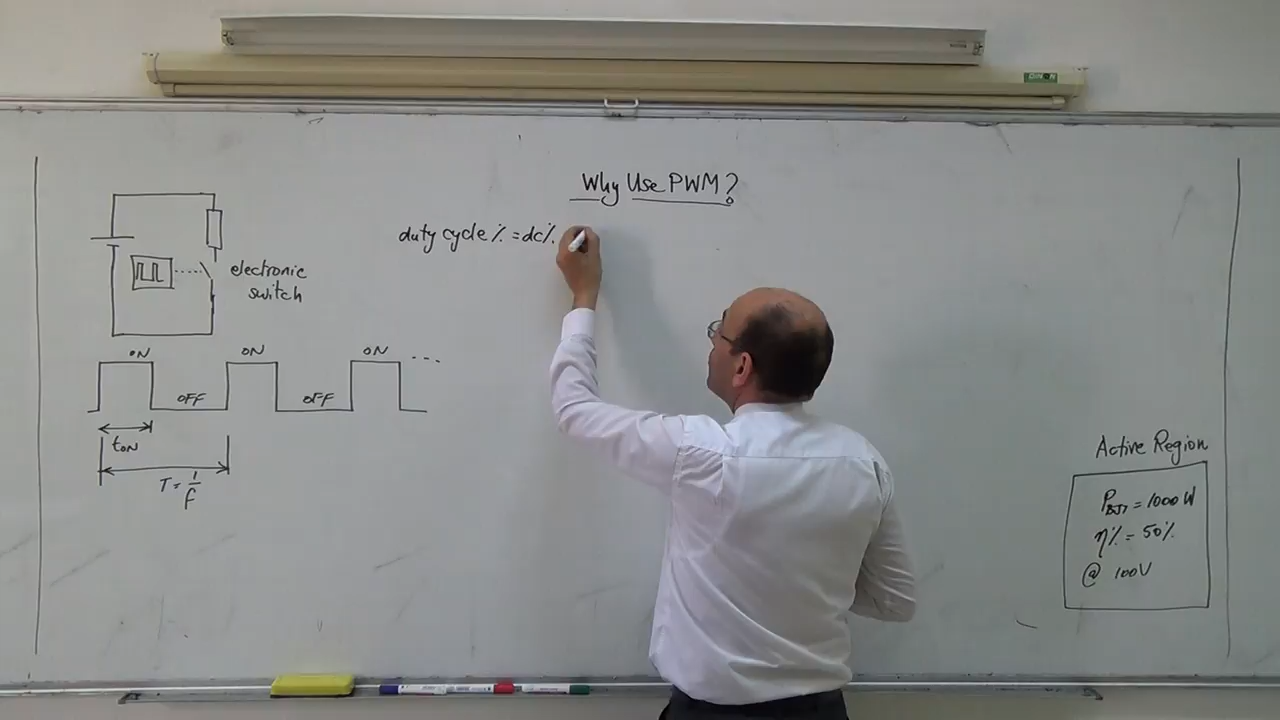 DINON
Why Use PWM?
duty cycle % = dc %
electronic
switch
ON ON ON ...
OFF OFF
tON
T = 1/f
Active Region
PBJT = 1000 W
η% = 50%
@ 100V